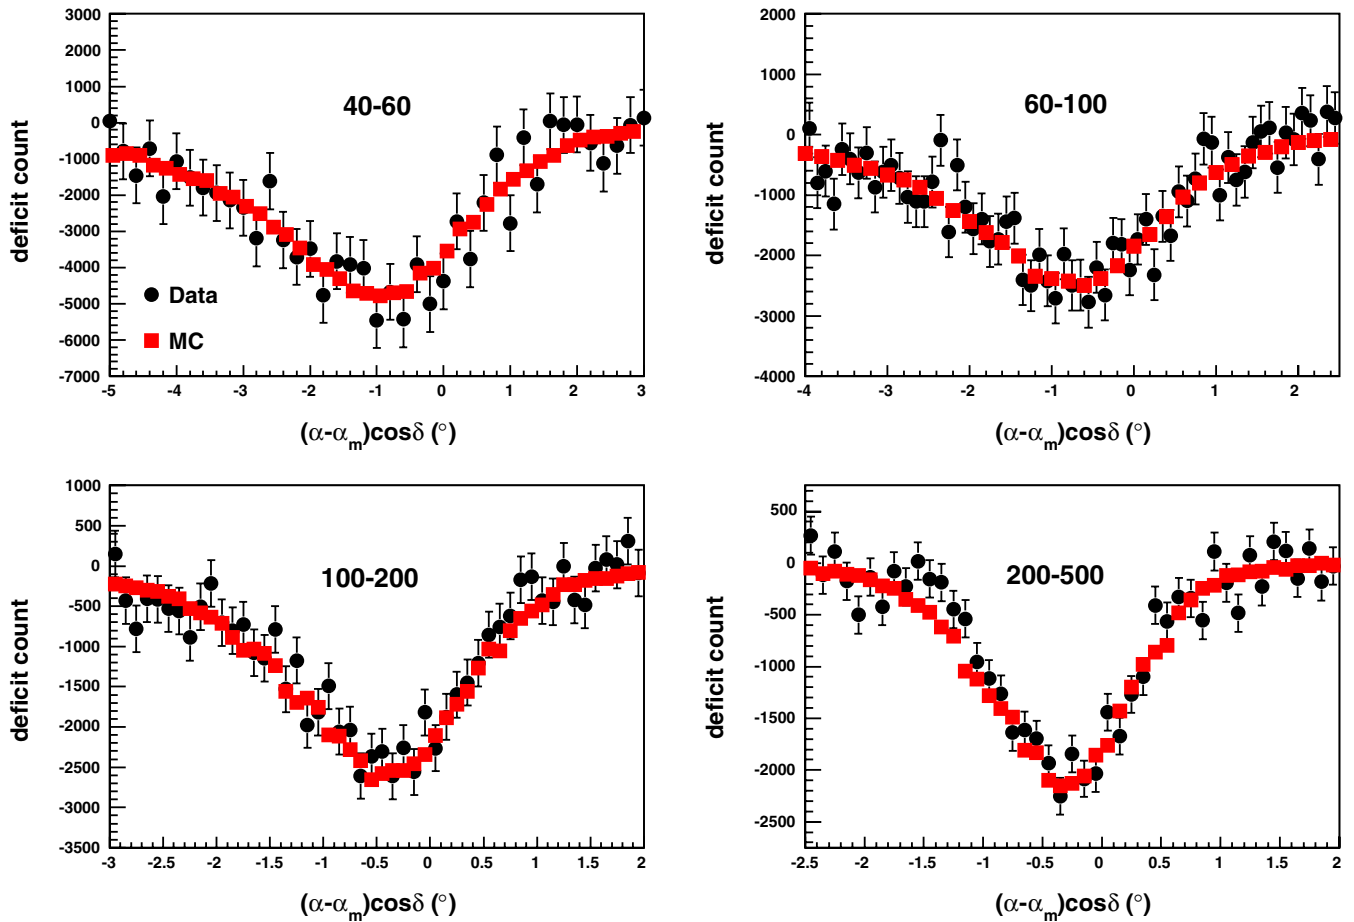 3000
2000
1000
0
-1000
-2000
-3000
-4000
-5000
-6000
-7000
deficit count
40-60
Data
MC
-5 -4 -3 -2 -1 0 1 2 3
(α-αm)cosδ (°)
2000
1000
0
-1000
-2000
-3000
-4000
deficit count
60-100
-4 -3 -2 -1 0 1 2
(α-αm)cosδ (°)
1000
500
0
-500
-1000
-1500
-2000
-2500
-3000
-3500
deficit count
100-200
-3 -2.5 -2 -1.5 -1 -0.5 0 0.5 1 1.5 2
(α-αm)cosδ (°)
500
0
-500
-1000
-1500
-2000
-2500
deficit count
200-500
-2.5 -2 -1.5 -1 -0.5 0 0.5 1 1.5 2
(α-αm)cosδ (°)